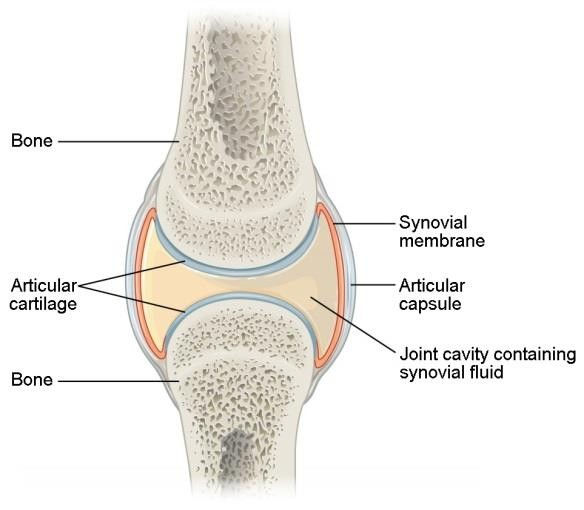 Bone
Synovial
membrane
Articular
cartilage
Articular
capsule
Joint cavity containing
synovial fluid
Bone